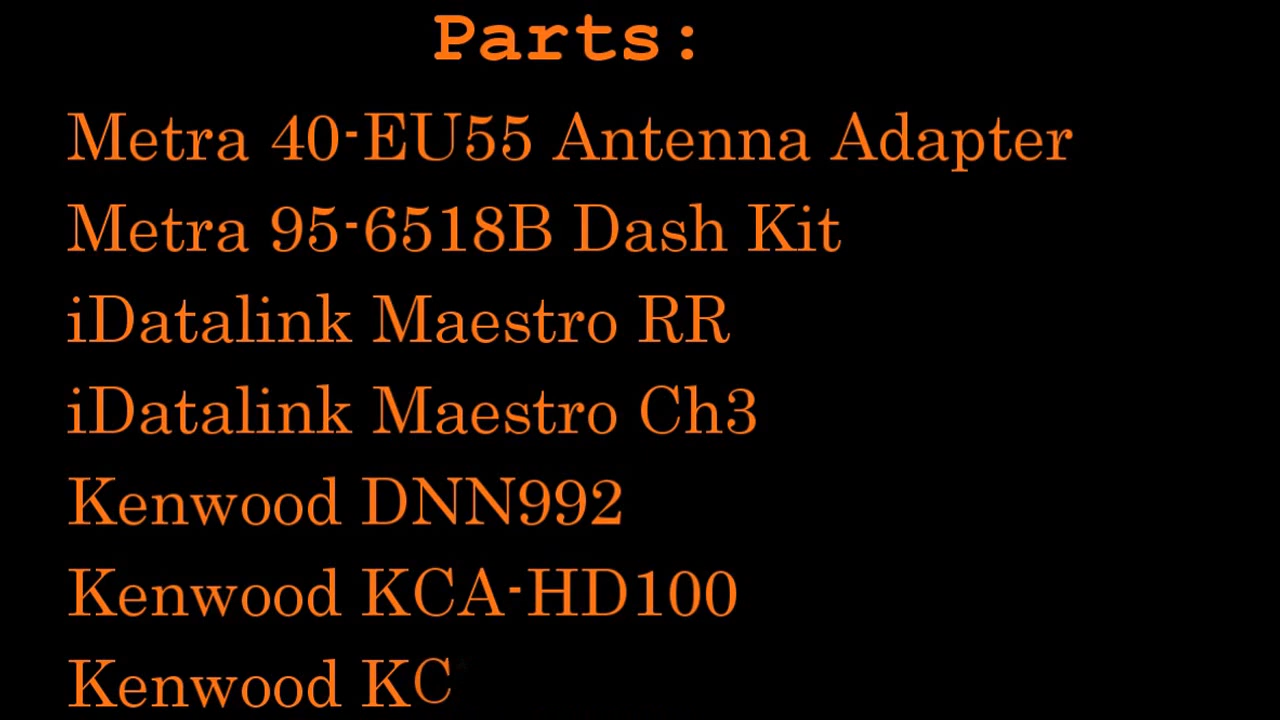 Parts:
Metra 40-EU55 Antenna Adapter
Metra 95-6518B Dash Kit
iDatalink Maestro RR
iDatalink Maestro Ch3
Kenwood DNN992
Kenwood KCA-HD100
Kenwood KC